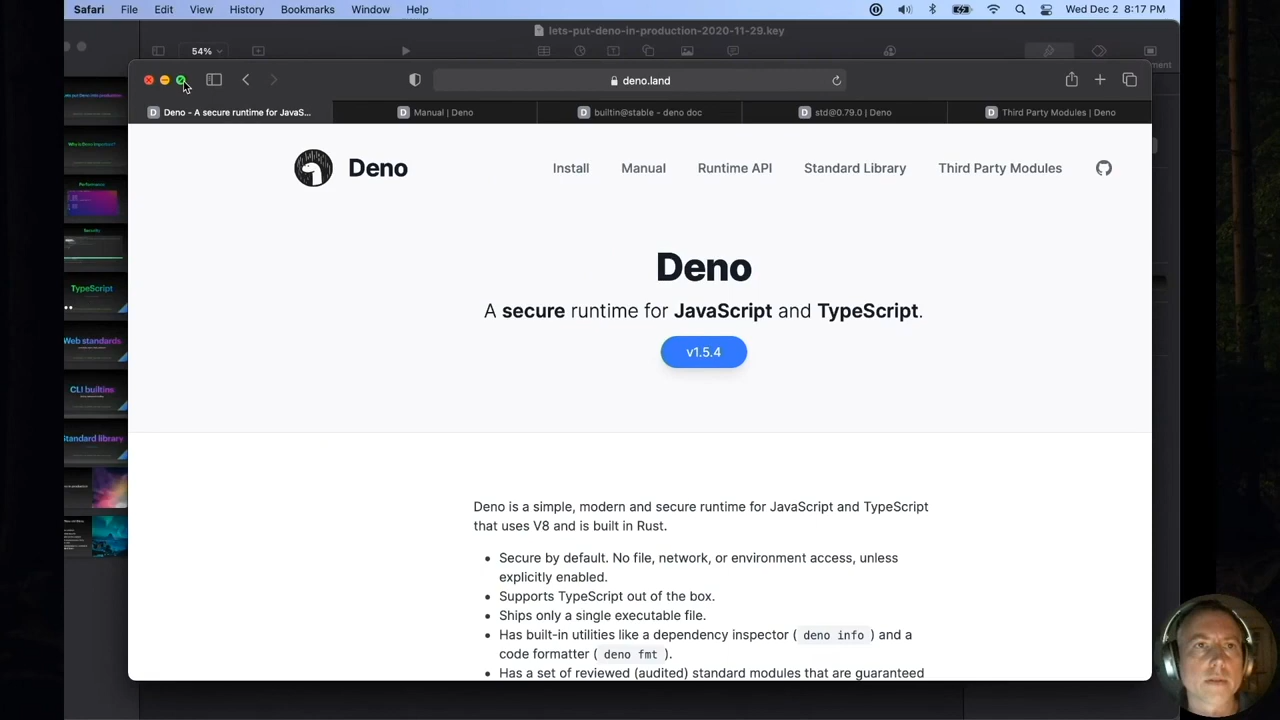 Safari File Edit View History Bookmarks Window Help Wed Dec 2 8:17 PM
lets-put-deno-in-production-2020-11-29.key
54%
deno.land
Deno - A secure runtime for JavaS... Manual | Deno builtin@stable - deno doc std@0.79.0 | Deno Third Party Modules | Deno
Deno Install Manual Runtime API Standard Library Third Party Modules
Deno
A secure runtime for JavaScript and TypeScript.
v1.5.4
Deno is a simple, modern and secure runtime for JavaScript and TypeScript
that uses V8 and is built in Rust.
Secure by default. No file, network, or environment access, unless
explicitly enabled.
Supports TypeScript out of the box.
Ships only a single executable file.
Has built-in utilities like a dependency inspector ( deno info ) and a
code formatter ( deno fmt ).
Has a set of reviewed (audited) standard modules that are guaranteed
Why is Deno important?
Performance
Security
TypeScript
Web standards
CLI builtins
Standard library